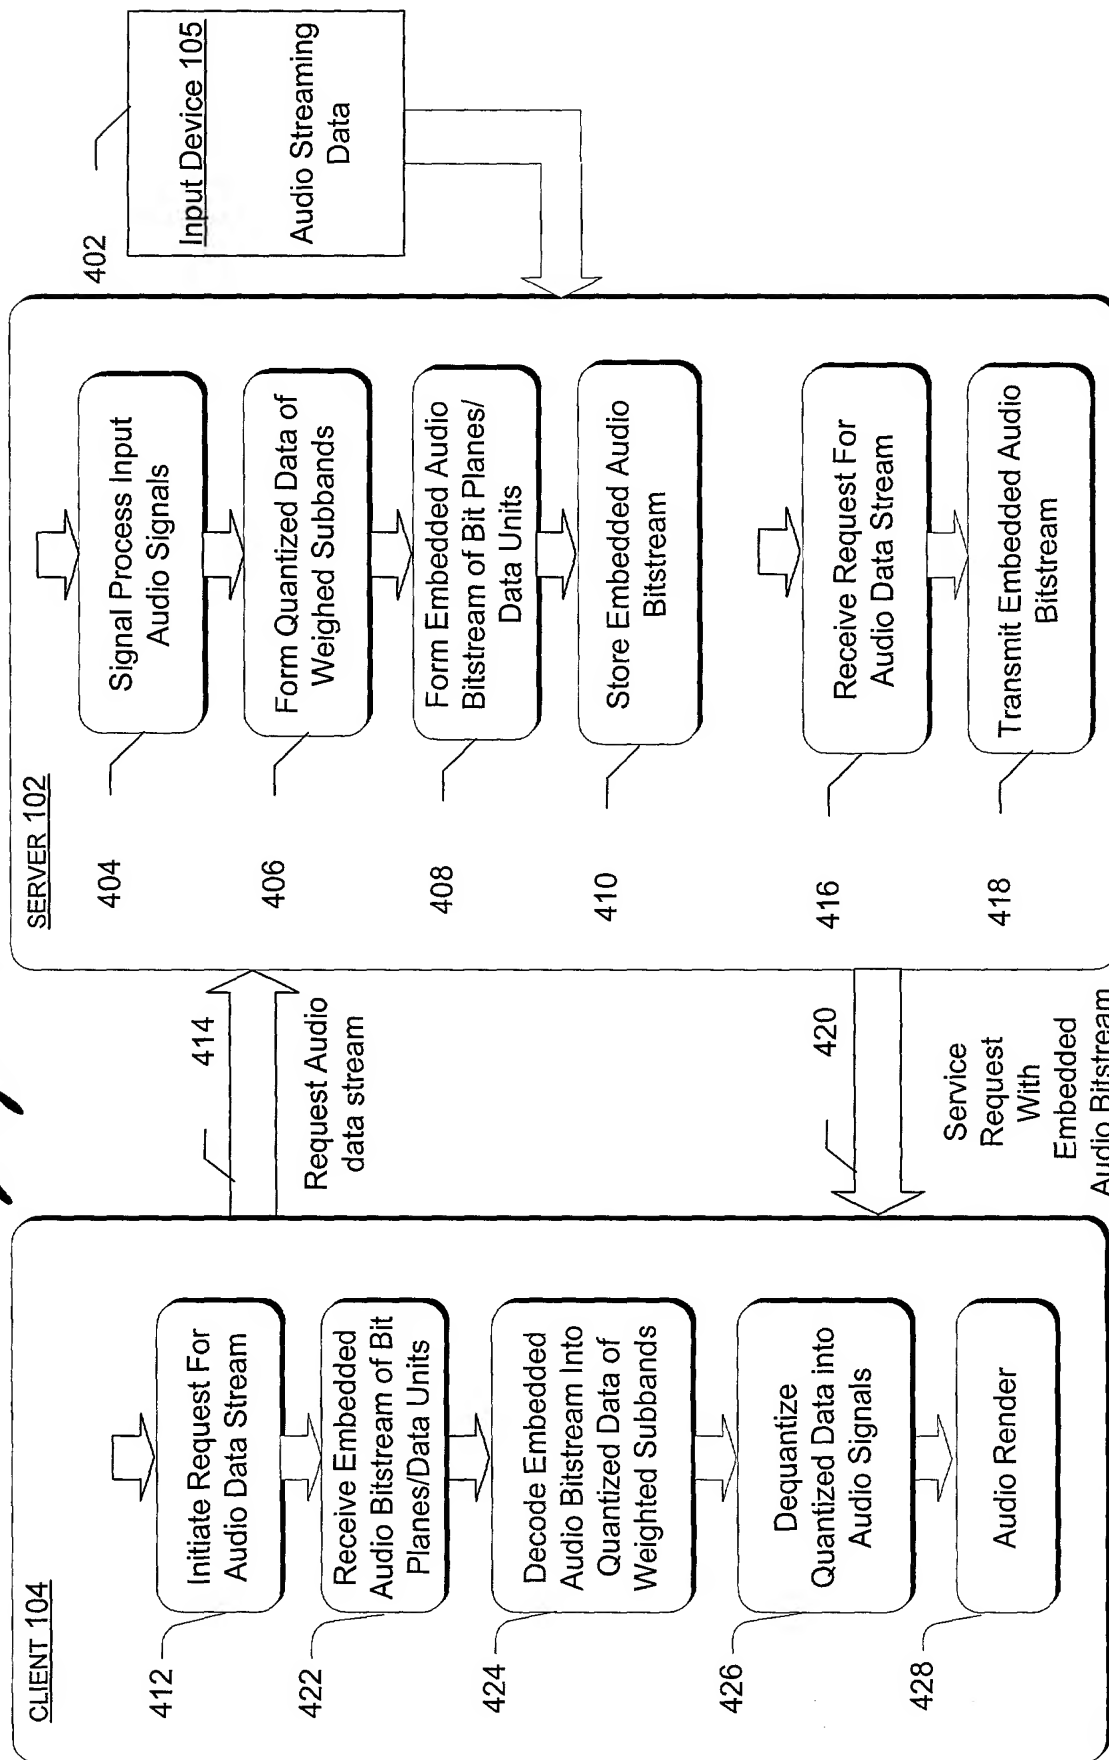 CLIENT 104
412
Initiate Request For
Audio Data Stream
422
Receive Embedded
Audio Bitstream of Bit
Planes/Data Units
424
Decode Embedded
Audio Bitstream Into
Quantized Data of
Weighted Subbands
426
Dequantize
Quantized Data into
Audio Signals
428
Audio Render
414
Request Audio
data stream
420
Service
Request
With
Embedded
Audio Bitstream
SERVER 102
404
Signal Process Input
Audio Signals
406
Form Quantized Data of
Weighed Subbands
408
Form Embedded Audio
Bitstream of Bit Planes/
Data Units
410
Store Embedded Audio
Bitstream
416
Receive Request For
Audio Data Stream
418
Transmit Embedded Audio
Bitstream
402
Input Device 105
Audio Streaming
Data